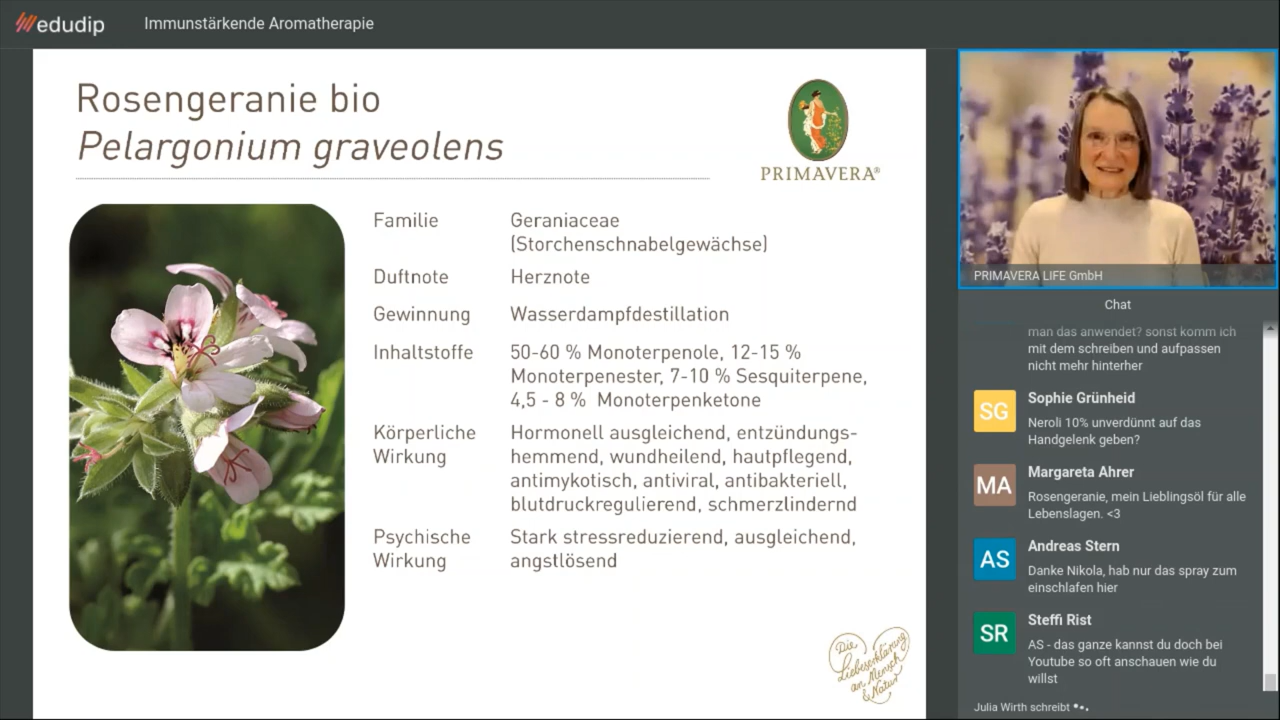 edudip
Immunstärkende Aromatherapie
Rosengeranie bio
Pelargonium graveolens
PRIMAVERA®
Familie
Geraniaceae
(Storchenschnabelgewächse)
Duftnote
Herznote
Gewinnung
Wasserdampfdestillation
Inhaltstoffe
50-60 % Monoterpenole, 12-15 %
Monoterpenester, 7-10 % Sesquiterpene,
4,5 - 8 % Monoterpenketone
Körperliche
Wirkung
Hormonell ausgleichend, entzündungs-
hemmend, wundheilend, hautpflegend,
antimykotisch, antiviral, antibakteriell,
blutdruckregulierend, schmerzlindernd
Psychische
Wirkung
Stark stressreduzierend, ausgleichend,
angstlösend
Die
Liebeserklärung
an Mensch
& Natur
PRIMAVERA LIFE GmbH
Chat
man das anwendet? sonst komm ich
mit dem schreiben und aufpassen
nicht mehr hinterher
SG
Sophie Grünheid
Neroli 10% unverdünnt auf das
Handgelenk geben?
MA
Margareta Ahrer
Rosengeranie, mein Lieblingsöl für alle
Lebenslagen. <3
AS
Andreas Stern
Danke Nikola, hab nur das spray zum
einschlafen hier
SR
Steffi Rist
AS - das ganze kannst du doch bei
Youtube so oft anschauen wie du
willst
Julia Wirth schreibt